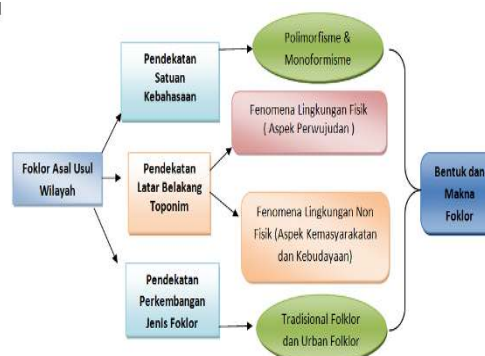 Foklor Asal Usul
Wilayah
Pendekatan
Satuan
Kebahasaan
Polimorfisme &
Monoformisme
Pendekatan
Latar Belakang
Toponim
Fenomena Lingkungan Fisik
( Aspek Perwujudan )
Fenomena Lingkungan Non
Fisik (Aspek Kemasyarakatan
dan Kebudayaan)
Pendekatan
Perkembangan
Jenis Foklor
Tradisional Folklor
dan Urban Folklor
Bentuk dan
Makna
Foklor